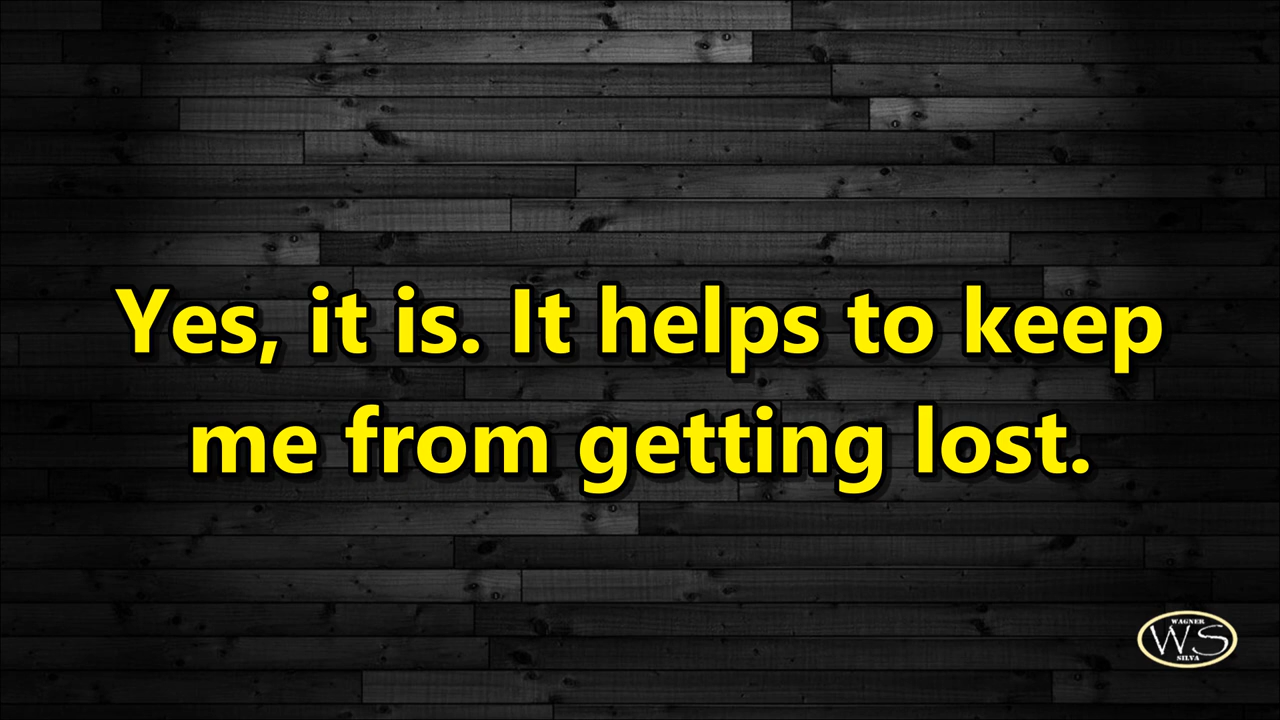 Yes, it is. It helps to keep
me from getting lost.
WAGNER
WS
SILVA